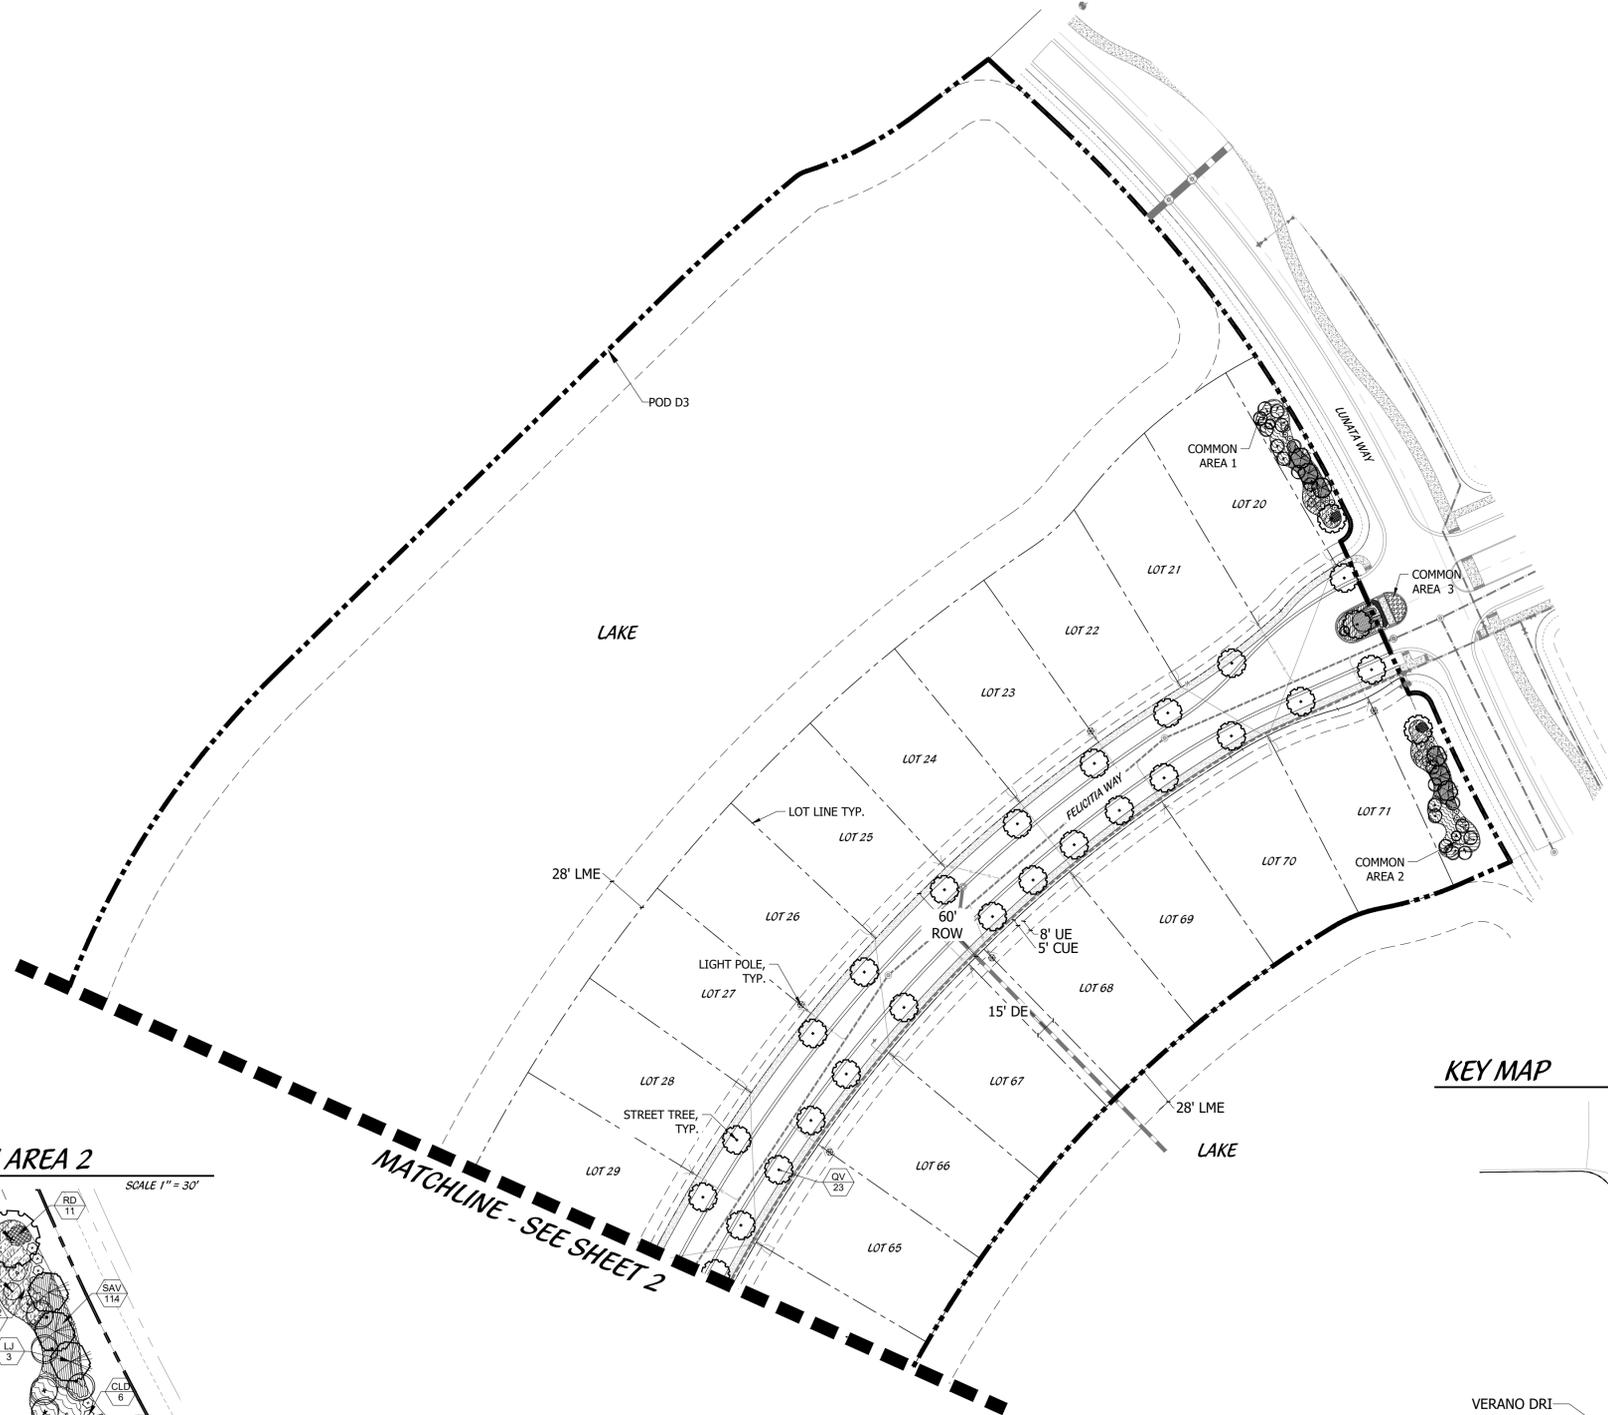 POD D3
LUNATA WAY
COMMON
AREA 1
LOT 20
LOT 21
COMMON
AREA 3
LAKE
LOT 22
LOT 23
LOT 24
FELICITIA WAY
LOT LINE TYP.
LOT 25
LOT 71
LOT 70
COMMON
AREA 2
28' LME
LOT 26
60'
ROW
LOT 69
8' UE
5' CUE
LIGHT POLE,
TYP.
LOT 27
LOT 68
15' DE
KEY MAP
LOT 28
LOT 67
28' LME
STREET TREE,
TYP.
LAKE
AREA 2
SCALE 1" = 30'
MATCHLINE - SEE SHEET 2
LOT 29
LOT 66
QV
23
RD
11
LOT 65
SAV
114
LJ
3
CLD
6
VERANO DRI